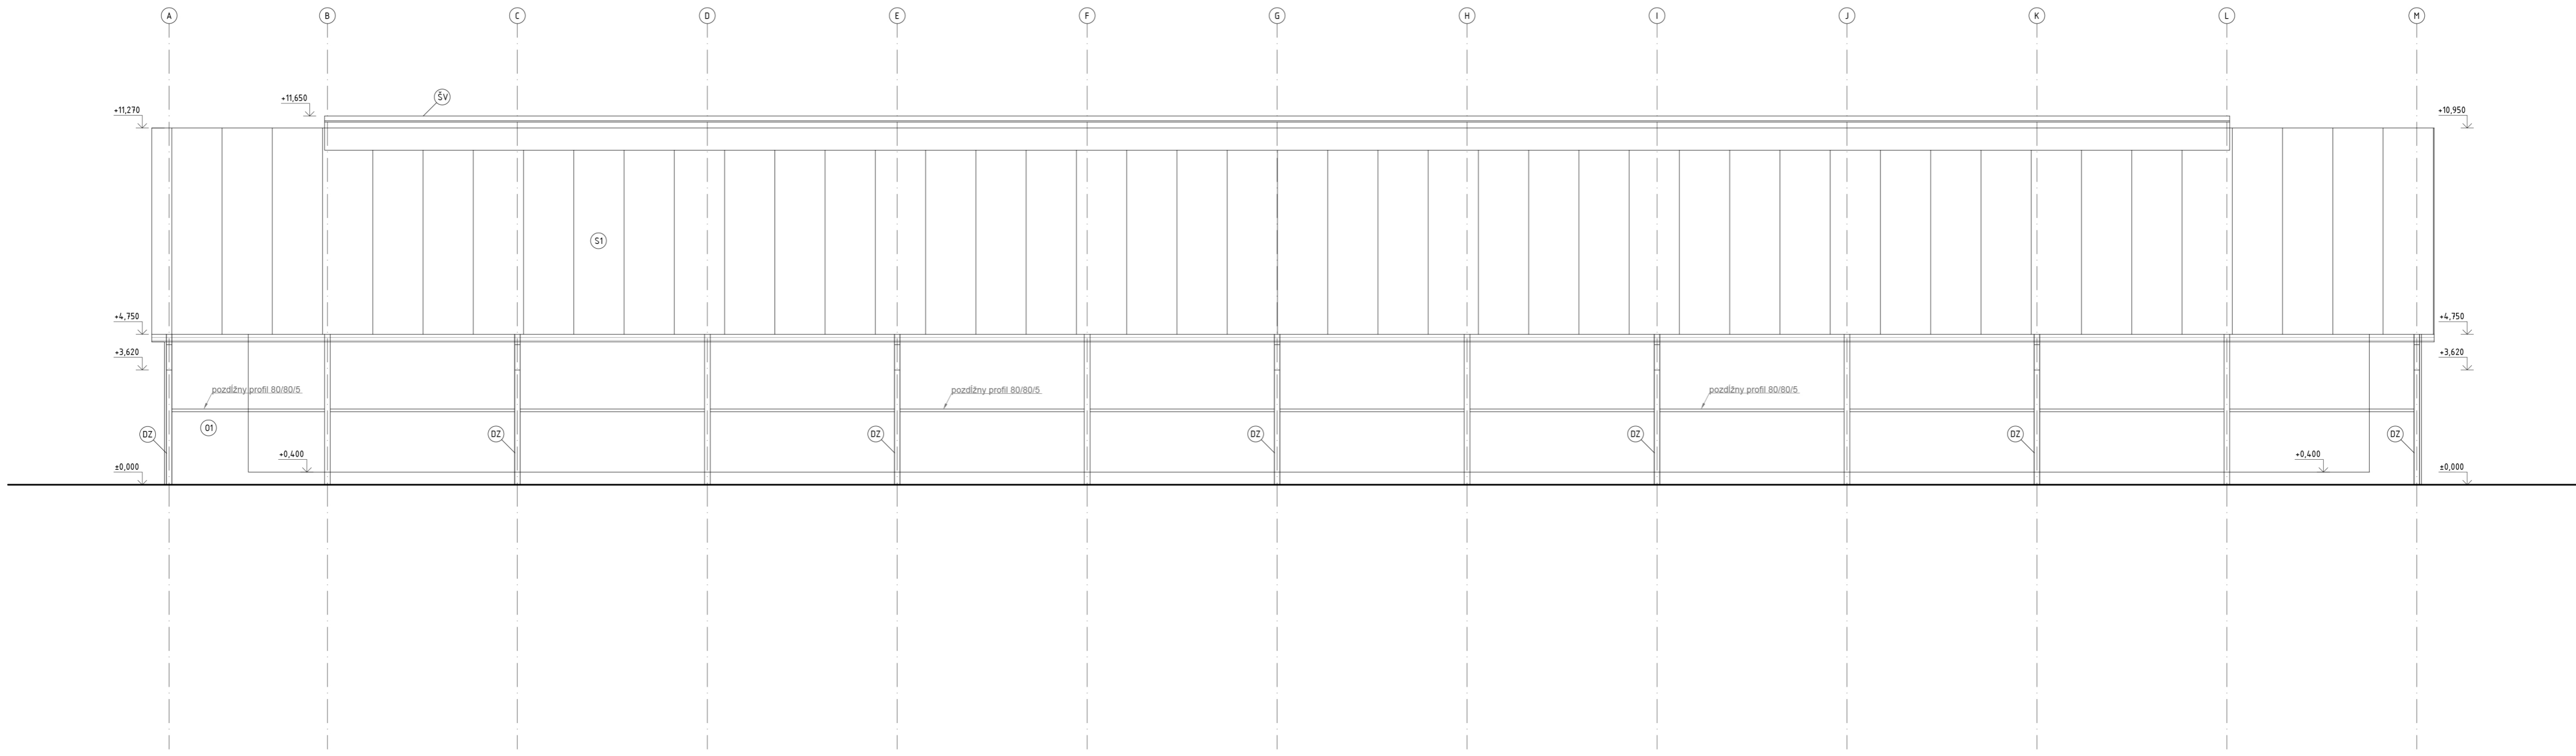 A B C D E F G H I J K L M
ŠV
+11,650
+11,270
+10,950
S1
+4,750
+4,750
+3,620
+3,620
pozdĺžny profil 80/80/5
pozdĺžny profil 80/80/5
pozdĺžny profil 80/80/5
01
DZ DZ DZ DZ DZ DZ DZ
+0,400
+0,400
±0,000
±0,000